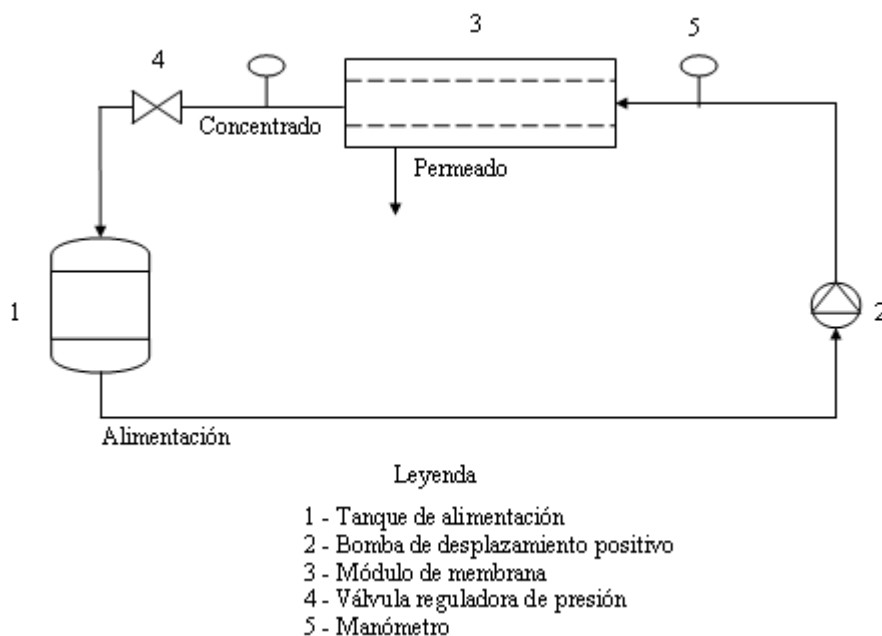 3
5
4
Concentrado
Permeado
1
2
Alimentación
Leyenda
1 - Tanque de alimentación
2 - Bomba de desplazamiento positivo
3 - Módulo de membrana
4 - Válvula reguladora de presión
5 - Manómetro